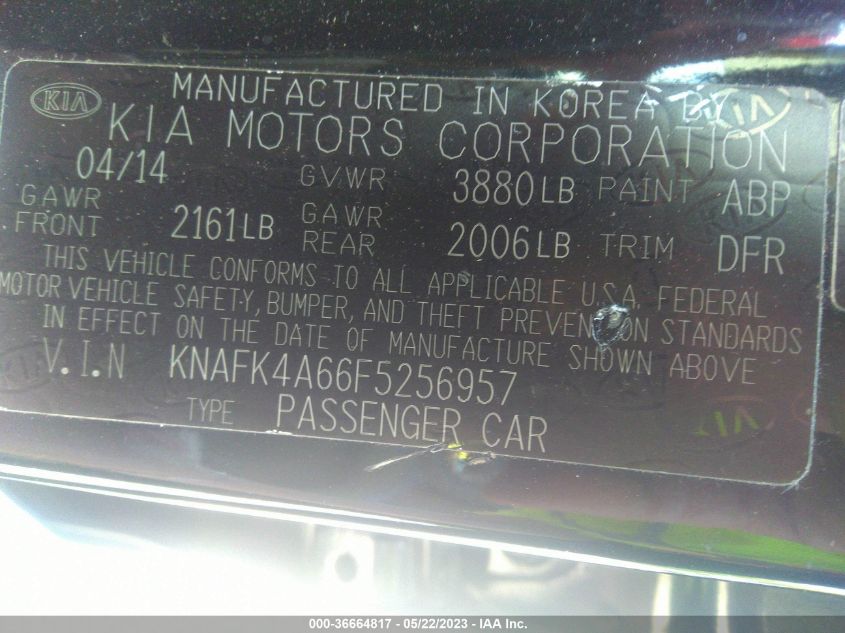 KIA
MANUFACTURED IN KOREA BY
KIA MOTORS CORPORATION
04/14 GVWR 3880LB PAINT ABP
GAWR FRONT 2161LB GAWR REAR 2006LB TRIM DFR
THIS VEHICLE CONFORMS TO ALL APPLICABLE U.S.A. FEDERAL
MOTOR VEHICLE SAFETY, BUMPER, AND THEFT PREVENTION STANDARDS
IN EFFECT ON THE DATE OF MANUFACTURE SHOWN ABOVE
V.I.N KNAFK4A66F5256957
TYPE PASSENGER CAR
000-36664817 - 05/22/2023 - IAA Inc.